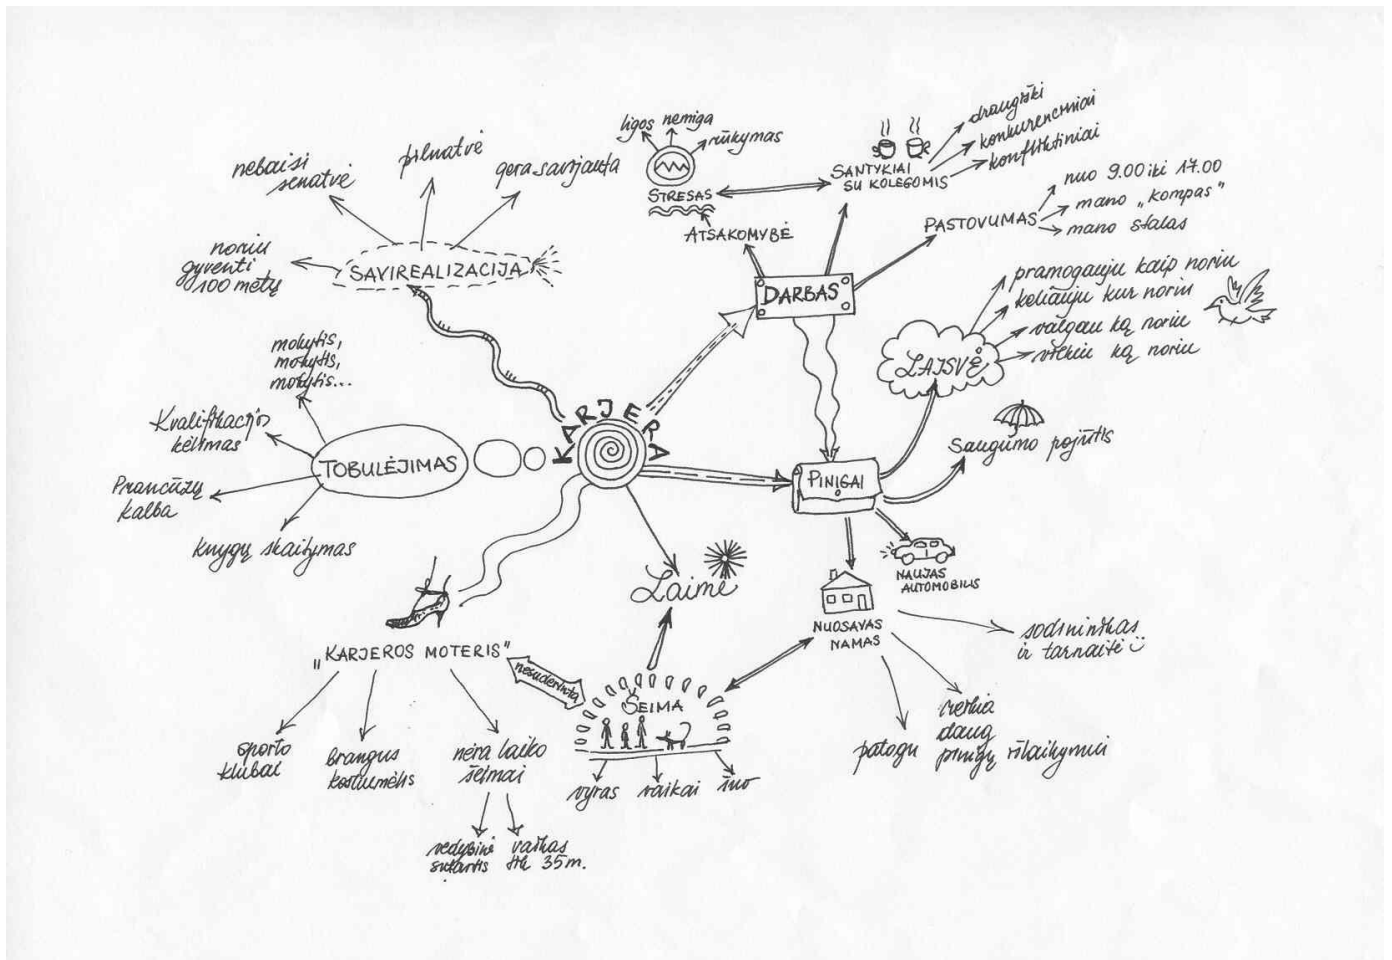 ligos nemiga
rūkymas
STRESAS
ATSAKOMYBĖ
SANTYKIAI
SU KOLEGOMIS
draugiški
konkurenciniai
konfliktiniai
PASTOVUMAS
nuo 9.00 iki 17.00
mano „kompas"
mano stalas
DARBAS
nebaisi
senatvė
pilnatvė
gera savijauta
noriu
gyventi
100 metų
SAVIREALIZACIJA
LAISVĖ
pramogauju kaip noriu
keliauju kur noriu
valgau ką noriu
veikiu ką noriu
mokytis,
mokytis,
mokytis...
Kvalifikacijos
kėlimas
Prancūzų
kalba
knygų skaitymas
TOBULĖJIMAS
KARJERA
PINIGAI
Saugumo pojūtis
NAUJAS
AUTOMOBILIS
NUOSAVAS
NAMAS
sodininkas
ir tarnaitė
patogu
reikia
daug
pinigų išlaikymui
Laimė
„KARJEROS MOTERIS"
nesuderinta
ŠEIMA
vyras vaikai šuo
sporto
klubai
brangus
kostiumėlis
nėra laiko
šeimai
vedybinė
sutartis
vaikas
tik 35 m.